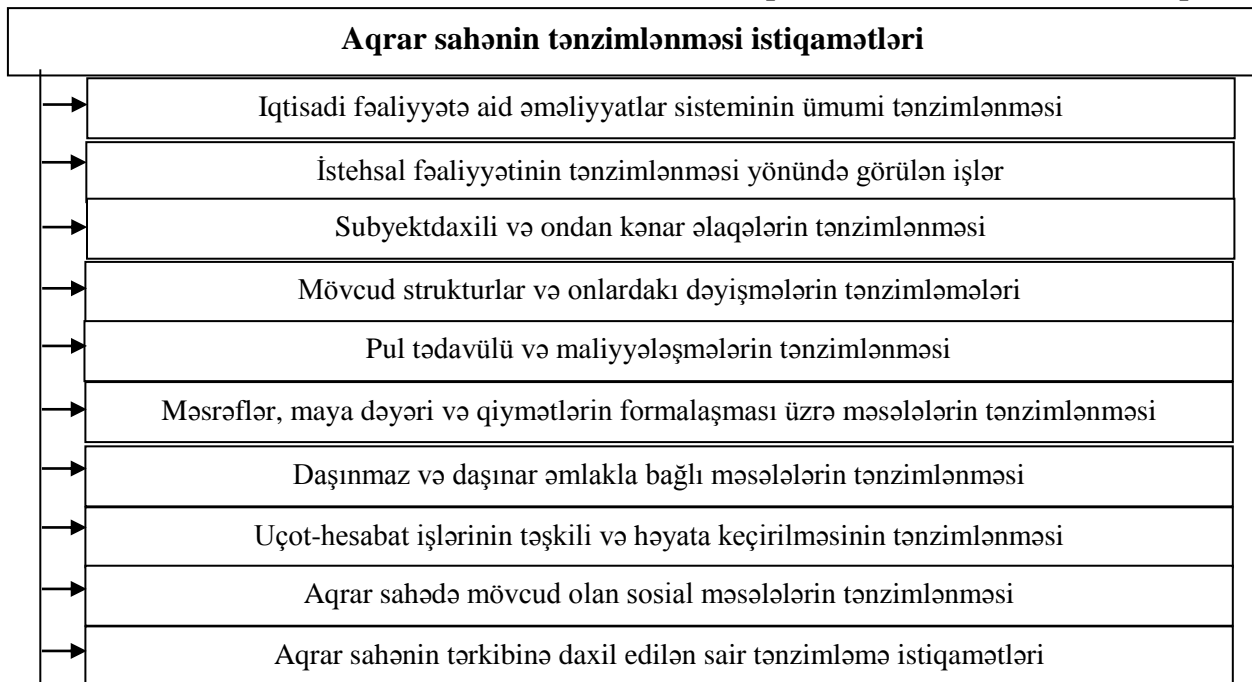 Aqrar sahənin tənzimlənməsi istiqamətləri
Iqtisadi fəaliyyətə aid əməliyyatlar sisteminin ümumi tənzimlənməsi
İstehsal fəaliyyətinin tənzimlənməsi yönündə görülən işlər
Subyektdaxili və ondan kənar əlaqələrin tənzimlənməsi
Mövcud strukturlar və onlardakı dəyişmələrin tənzimləmələri
Pul tədavülü və maliyyələşmələrin tənzimlənməsi
Məsrəflər, maya dəyəri və qiymətlərin formalaşması üzrə məsələlərin tənzimlənməsi
Daşınmaz və daşınar əmlakla bağlı məsələlərin tənzimlənməsi
Uçot-hesabat işlərinin təşkili və həyata keçirilməsinin tənzimlənməsi
Aqrar sahədə mövcud olan sosial məsələlərin tənzimlənməsi
Aqrar sahənin tərkibinə daxil edilən sair tənzimləmə istiqamətləri